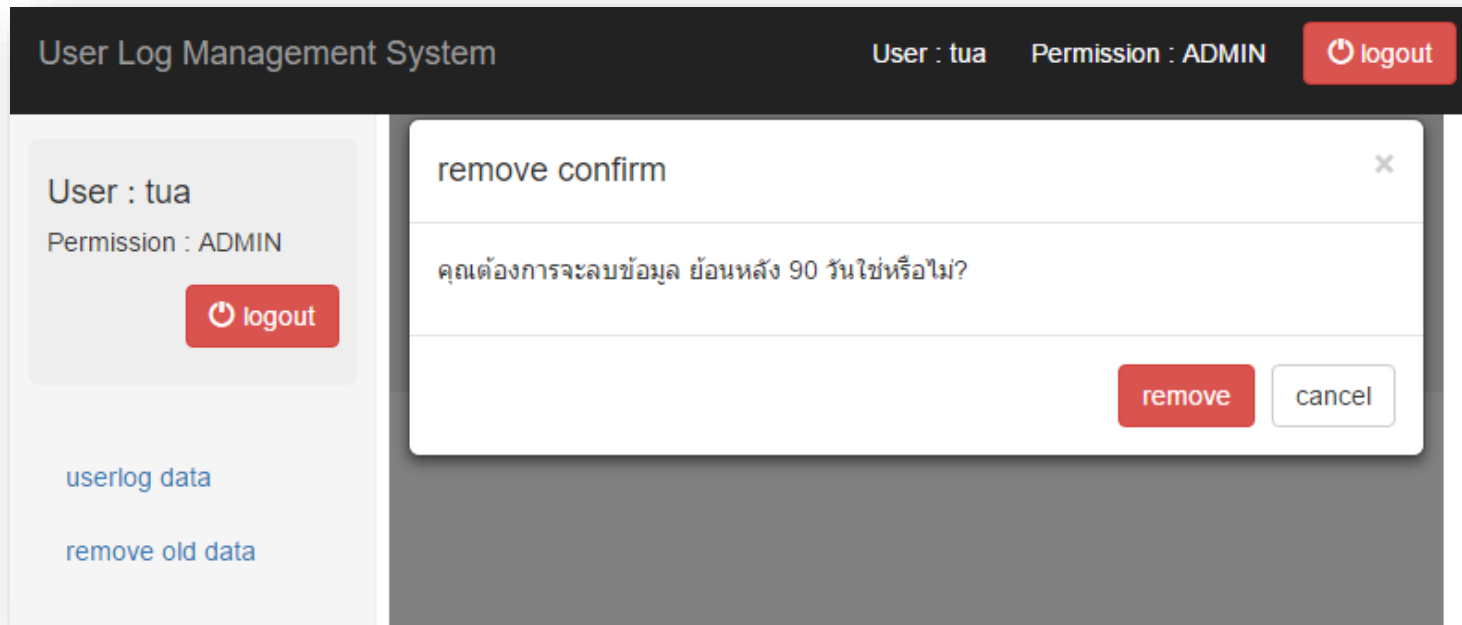 User Log Management System
User : tua
Permission : ADMIN
logout
User : tua
Permission : ADMIN
logout
userlog data
remove old data
remove confirm
×
คุณต้องการจะลบข้อมูล ย้อนหลัง 90 วันใช่หรือไม่?
remove
cancel